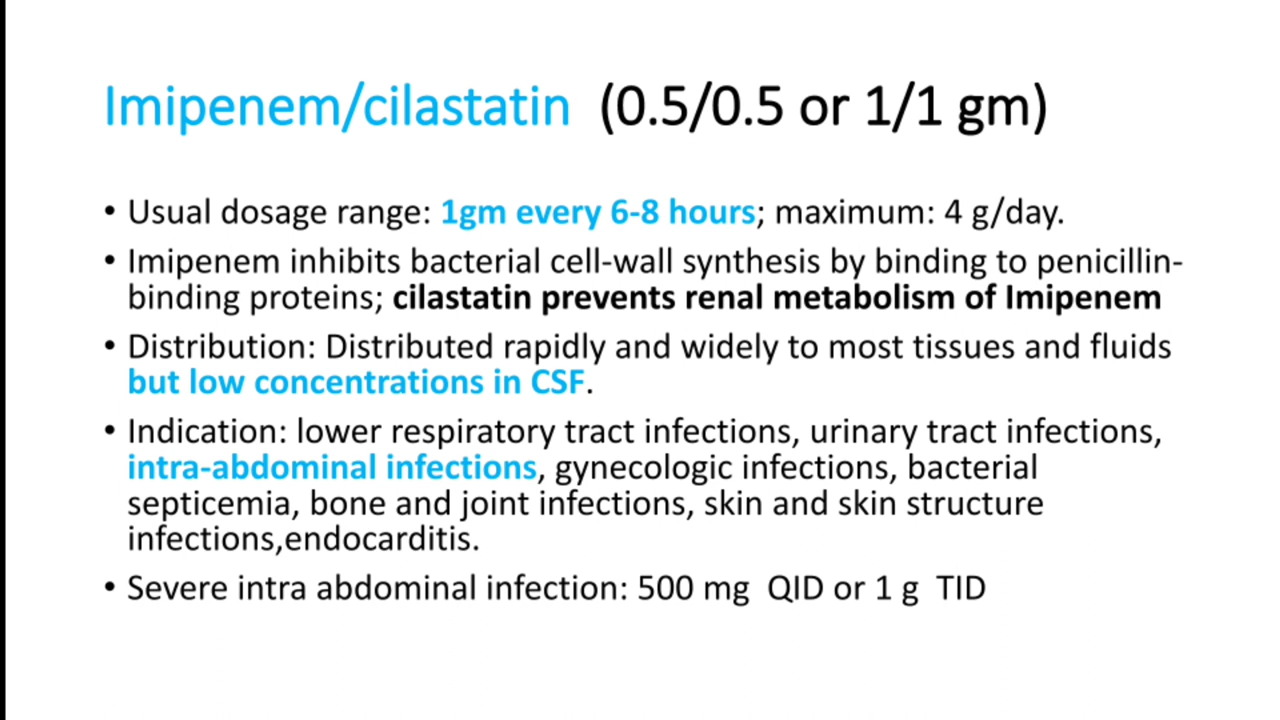 Imipenem/cilastatin (0.5/0.5 or 1/1 gm)
• Usual dosage range: 1gm every 6-8 hours; maximum: 4 g/day.
• Imipenem inhibits bacterial cell-wall synthesis by binding to penicillin-
binding proteins; cilastatin prevents renal metabolism of Imipenem
• Distribution: Distributed rapidly and widely to most tissues and fluids
but low concentrations in CSF.
• Indication: lower respiratory tract infections, urinary tract infections,
intra-abdominal infections, gynecologic infections, bacterial
septicemia, bone and joint infections, skin and skin structure
infections,endocarditis.
• Severe intra abdominal infection: 500 mg QID or 1 g TID